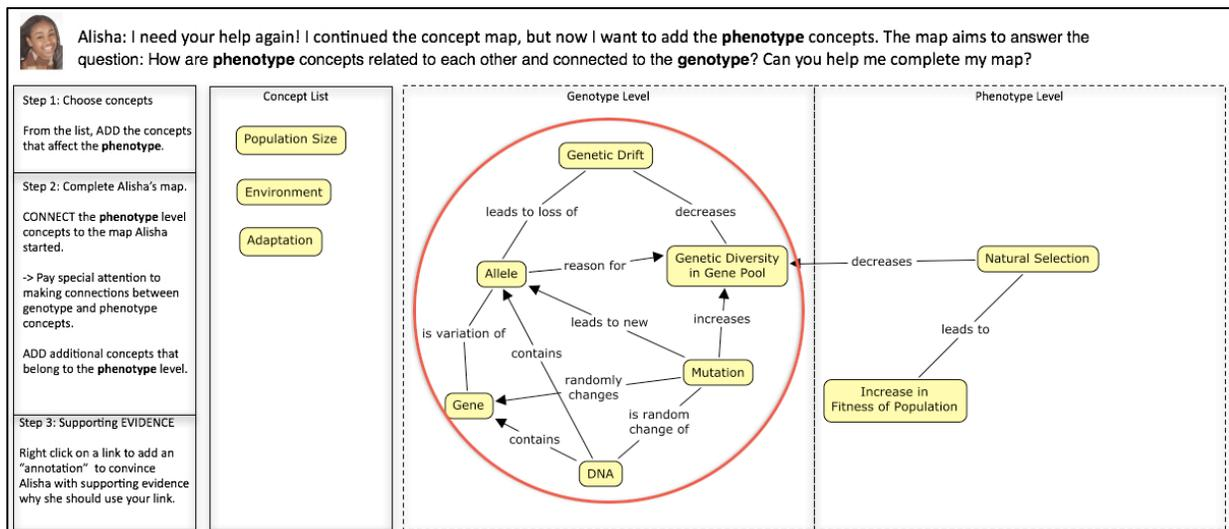 Alisha: I need your help again! I continued the concept map, but now I want to add the phenotype concepts. The map aims to answer the
question: How are phenotype concepts related to each other and connected to the genotype? Can you help me complete my map?
Step 1: Choose concepts
From the list, ADD the concepts
that affect the phenotype.
Step 2: Complete Alisha's map.
CONNECT the phenotype level
concepts to the map Alisha
started.
-> Pay special attention to
making connections between
genotype and phenotype
concepts.
ADD additional concepts that
belong to the phenotype level.
Step 3: Supporting EVIDENCE
Right click on a link to add an
"annotation" to convince
Alisha with supporting evidence
why she should use your link.
Concept List
Population Size
Environment
Adaptation
Genotype Level
Genetic Drift
leads to loss of
decreases
Allele
reason for
Genetic Diversity
in Gene Pool
is variation of
leads to new
increases
contains
Mutation
randomly
changes
Gene
is random
change of
contains
DNA
Phenotype Level
decreases
Natural Selection
leads to
Increase in
Fitness of Population